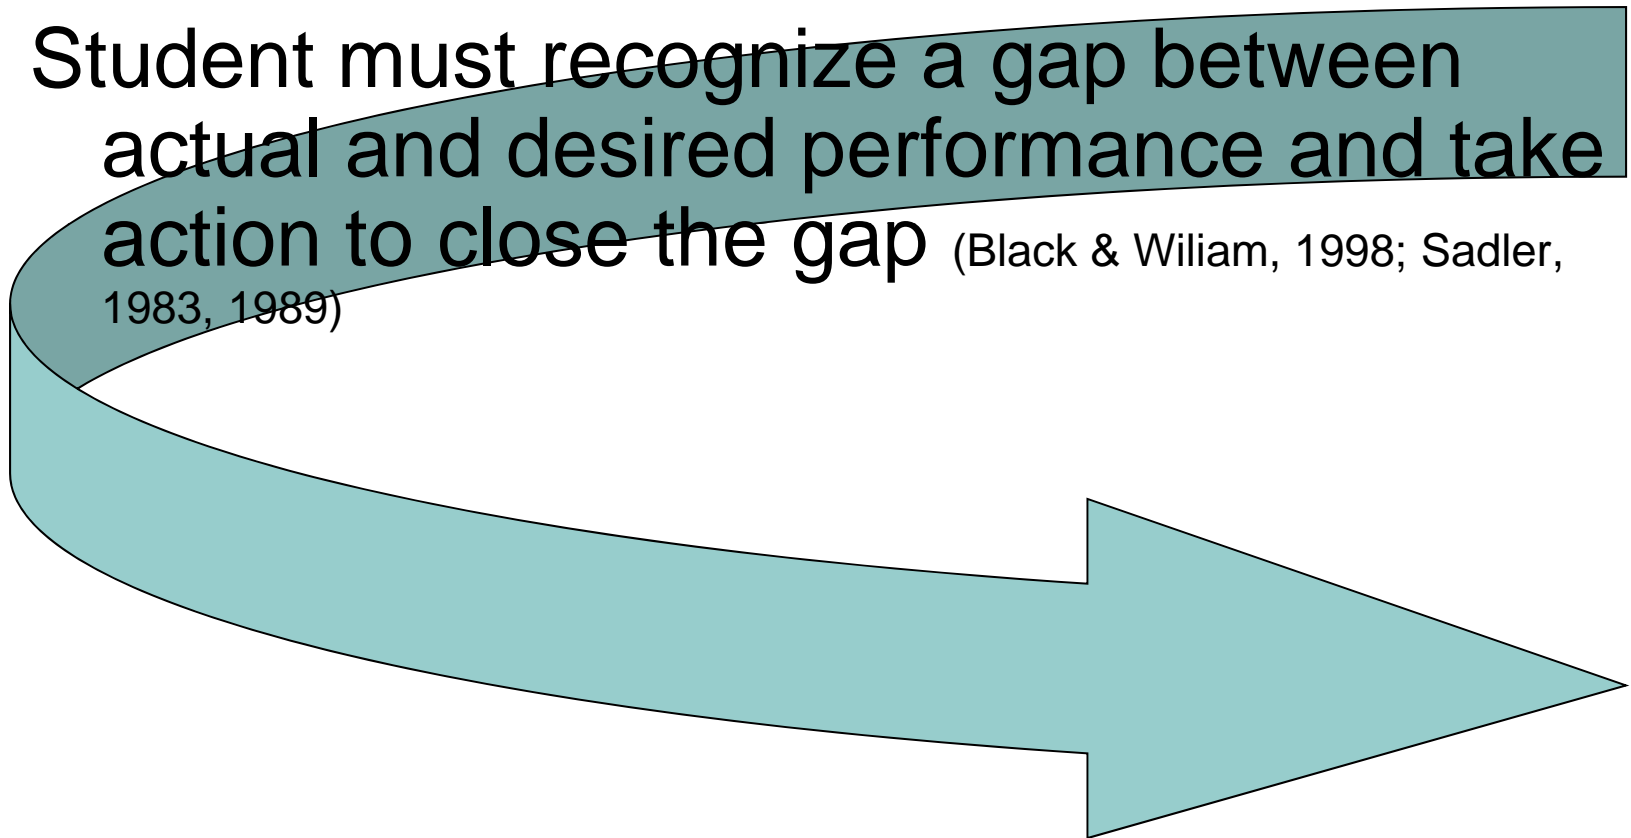 Student must recognize a gap between
actual and desired performance and take
action to close the gap (Black & Wiliam, 1998; Sadler,
1983, 1989)